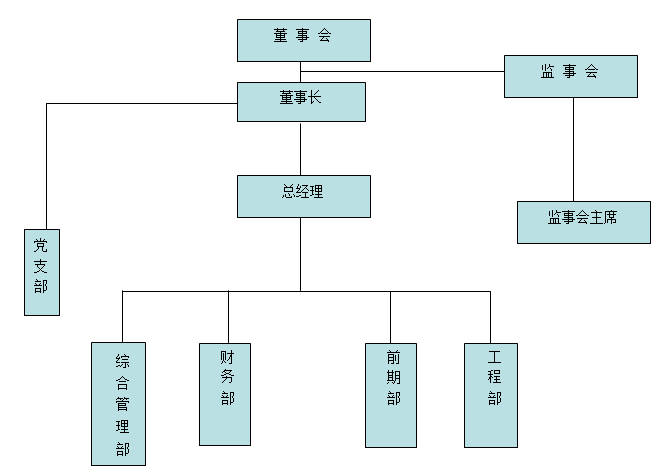 董 事 会
监 事 会
董事长
总经理
监事会主席
党支部
综合管理部
财务部
前期部
工程部